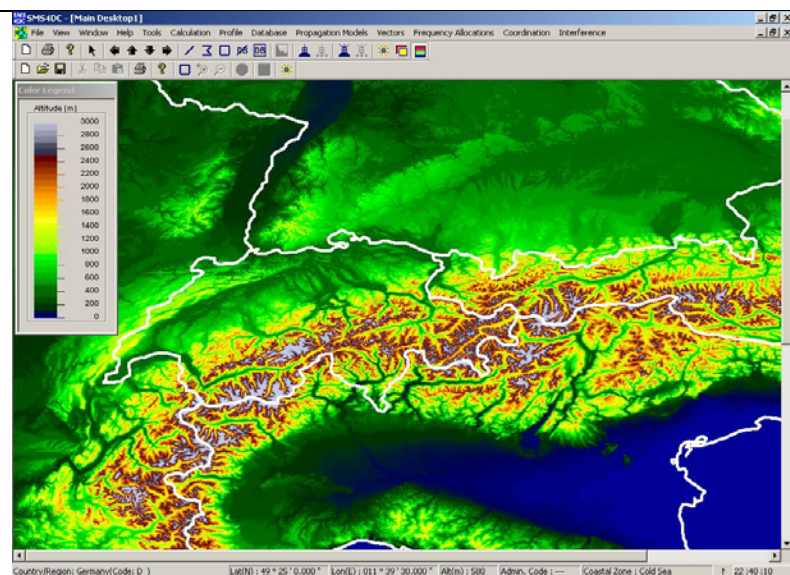 SMS4DC - [Main Desktop1]
File View Window Help Tools Calculation Profile Database Propagation Models Vectors Frequency Allocations Coordination Interference
DB
Color Legend
Altitude (m)
3000
2800
2600
2400
2200
2000
1800
1600
1400
1200
1000
800
600
400
200
0
Country/Region: Germany(Code: D ) Lat(N) : 49 ° 25 ' 0.000 " Lon(E) : 011 ° 39 ' 30.000 " Alt(m) : 580 Admin. Code : --- Coastal Zone : Cold Sea 22:40:10